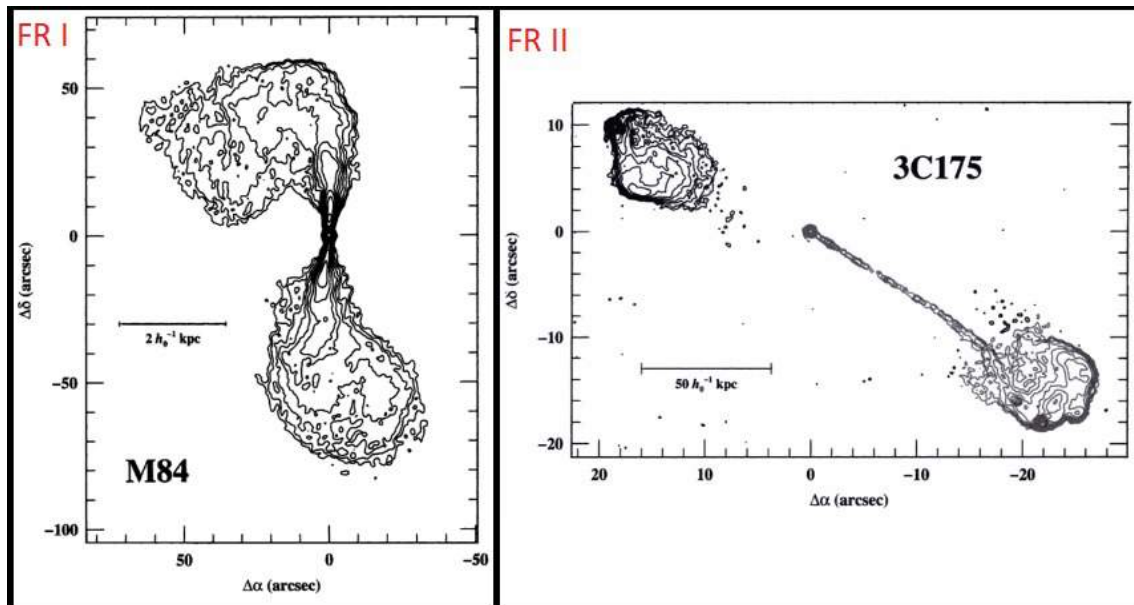 FR I
50
0
-50
-100
Δδ (arcsec)
2 h₀⁻¹ kpc
M84
50
0
-50
Δα (arcsec)
FR II
10
0
-10
-20
Δδ (arcsec)
3C175
50 h₀⁻¹ kpc
20
10
0
-10
-20
Δα (arcsec)